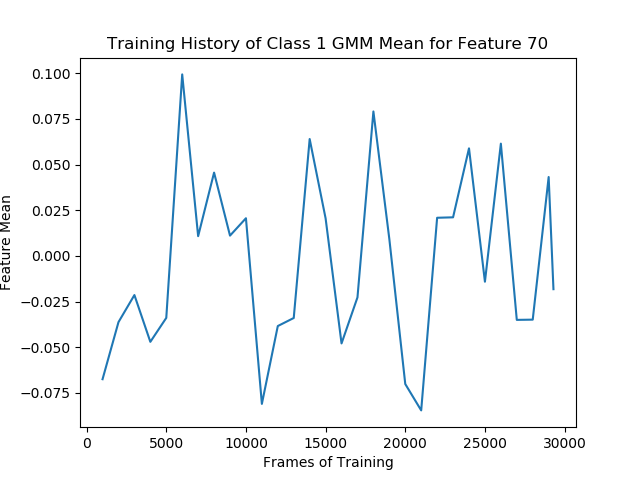 Training History of Class 1 GMM Mean for Feature 70
0.100
0.075
0.050
0.025
0.000
−0.025
−0.050
−0.075
Feature Mean
0 5000 10000 15000 20000 25000 30000
Frames of Training